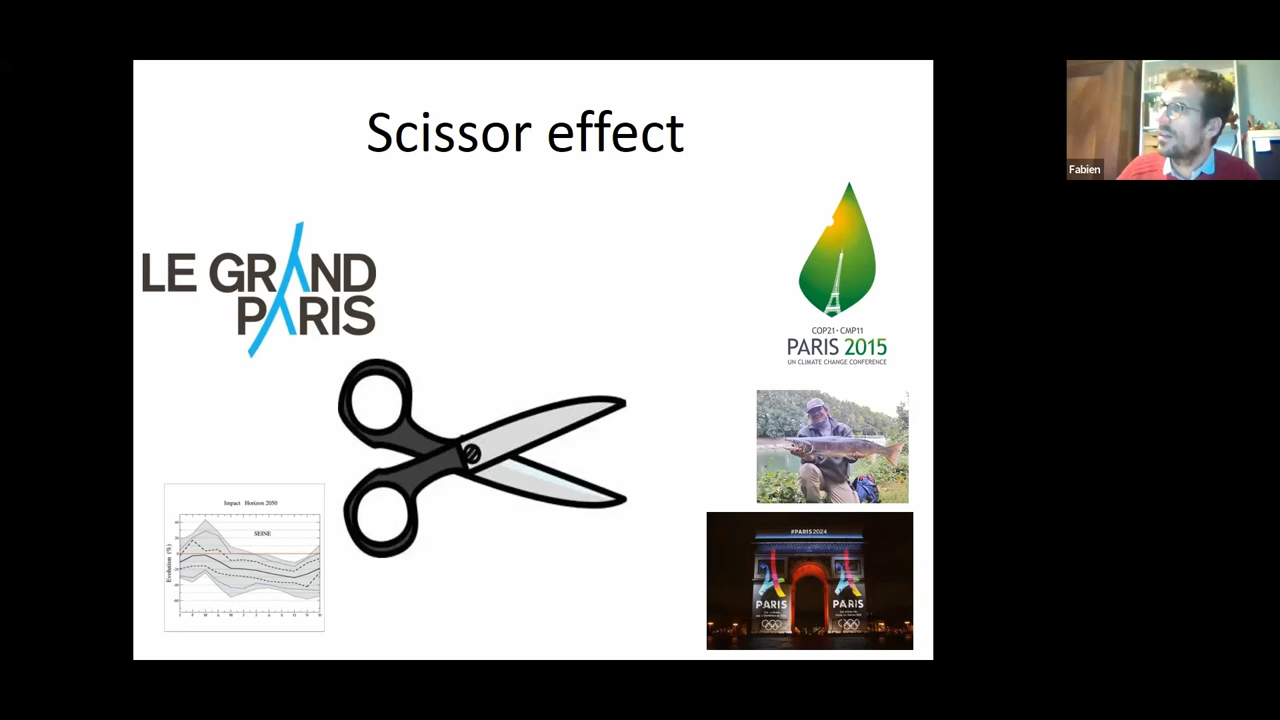 Scissor effect
LE GRAND
PARIS
COP21 · CMP11
PARIS 2015
UN CLIMATE CHANGE CONFERENCE
Impact Horizon 2050
SEINE
Evolution (%)
#PARIS2024
PARIS PARIS
Fabien